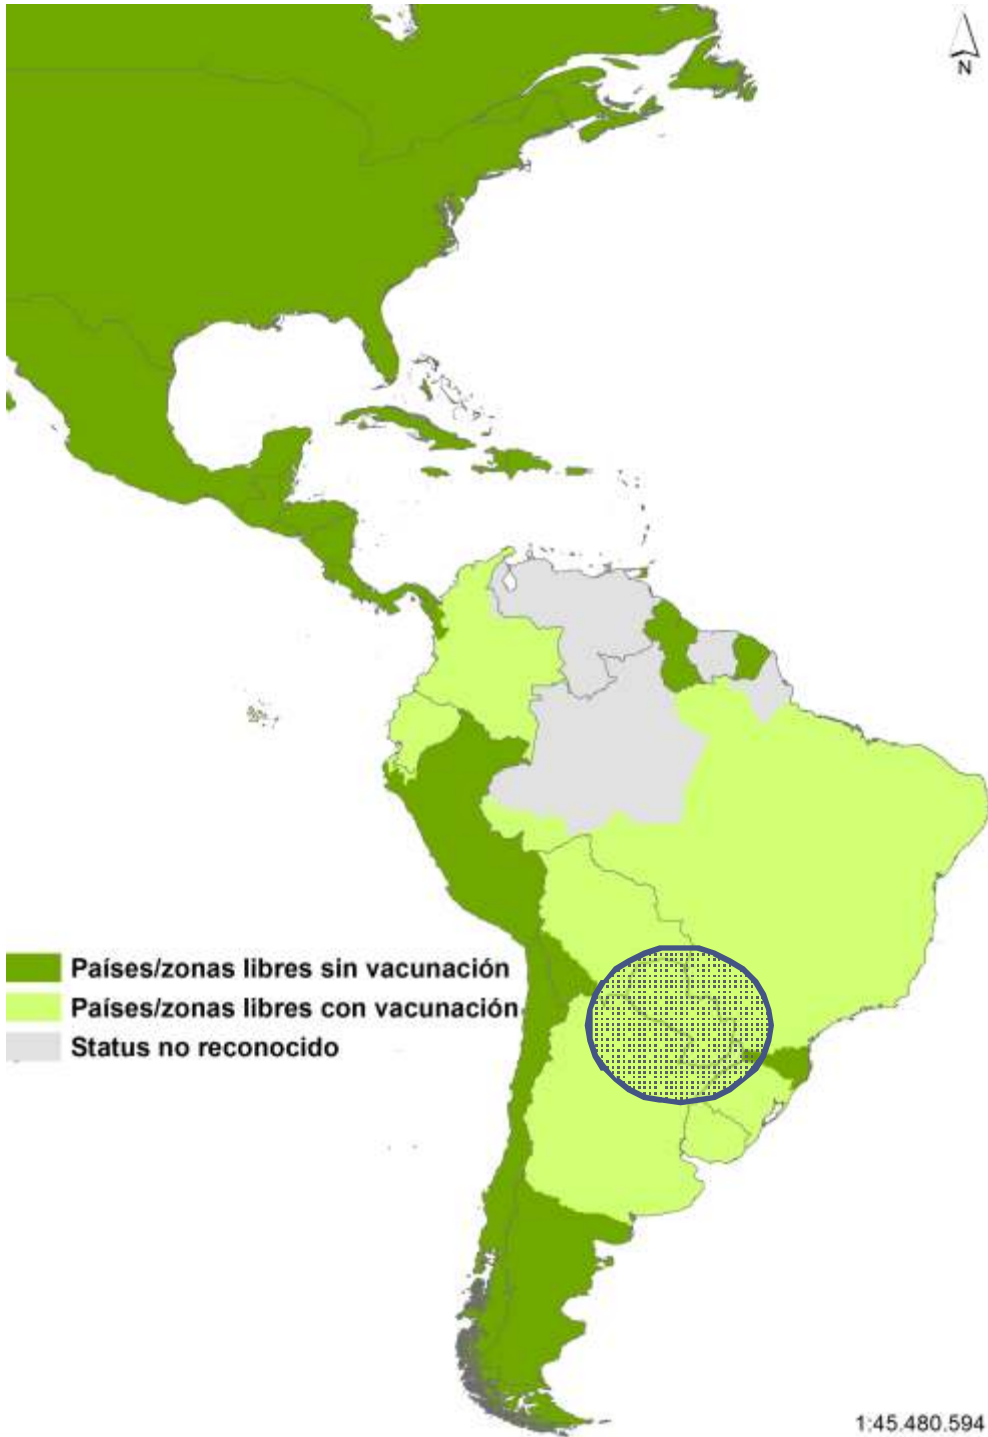 N
Países/zonas libres sin vacunación
Países/zonas libres con vacunación
Status no reconocido
1:45.480.594